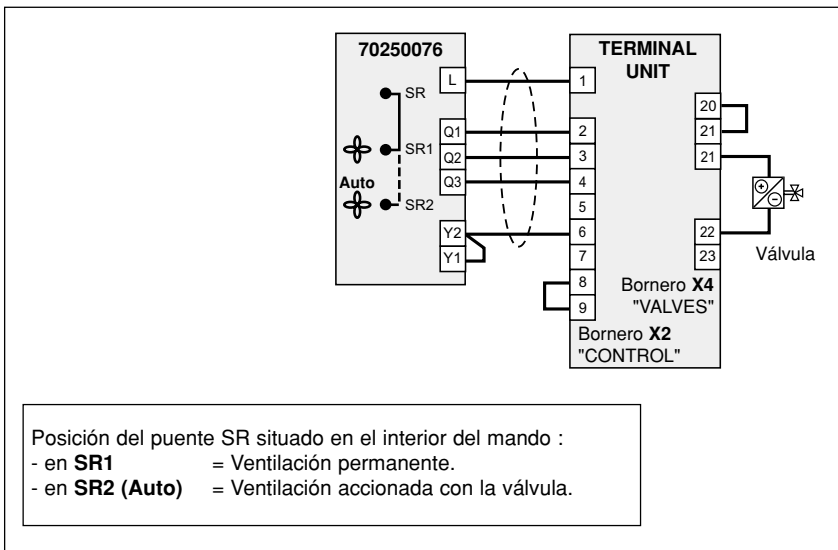 70250076
L
SR
Q1
SR1
Q2
Auto
Q3
SR2
Y2
Y1
TERMINAL
UNIT
1
2
3
4
5
6
7
8
9
20
21
21
22
23
Válvula
Bornero X4
"VALVES"
Bornero X2
"CONTROL"
Posición del puente SR situado en el interior del mando :
- en SR1 = Ventilación permanente.
- en SR2 (Auto) = Ventilación accionada con la válvula.